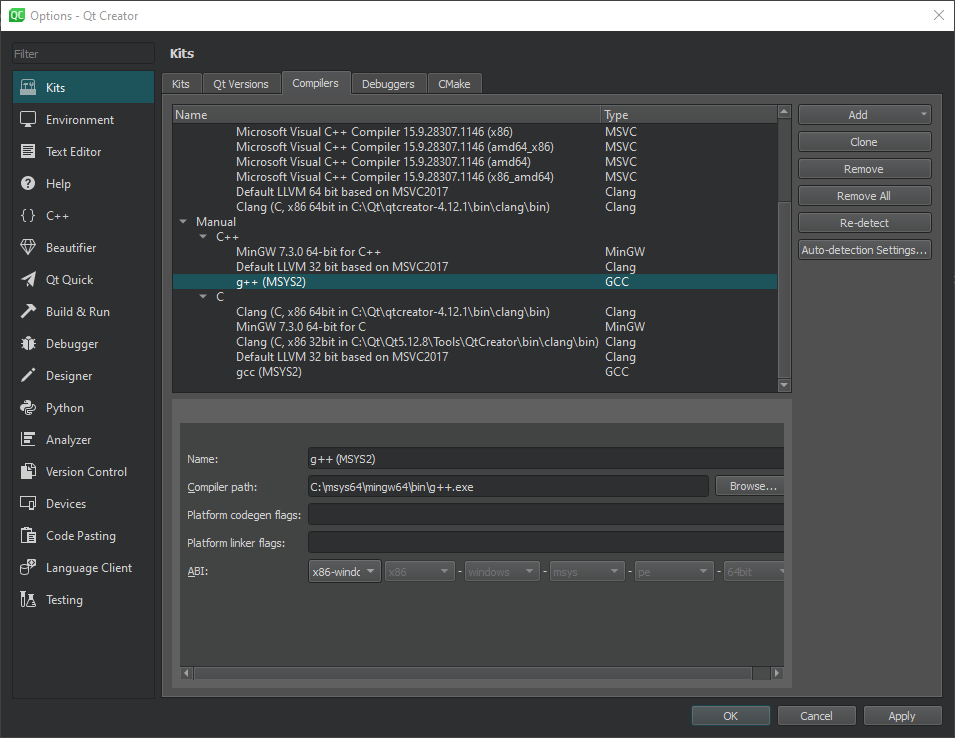 Options - Qt Creator
Filter
Kits
Environment
Text Editor
Help
C++
Beautifier
Qt Quick
Build & Run
Debugger
Designer
Python
Analyzer
Version Control
Devices
Code Pasting
Language Client
Testing
Kits
Kits Qt Versions Compilers Debuggers CMake
Name Type
Microsoft Visual C++ Compiler 15.9.28307.1146 (x86) MSVC
Microsoft Visual C++ Compiler 15.9.28307.1146 (amd64_x86) MSVC
Microsoft Visual C++ Compiler 15.9.28307.1146 (amd64) MSVC
Microsoft Visual C++ Compiler 15.9.28307.1146 (x86_amd64) MSVC
Default LLVM 64 bit based on MSVC2017 Clang
Clang (C, x86 64bit in C:\Qt\qtcreator-4.12.1\bin\clang\bin) Clang
Manual
C++
MinGW 7.3.0 64-bit for C++ MinGW
Default LLVM 32 bit based on MSVC2017 Clang
g++ (MSYS2) GCC
C
Clang (C, x86 64bit in C:\Qt\qtcreator-4.12.1\bin\clang\bin) Clang
MinGW 7.3.0 64-bit for C MinGW
Clang (C, x86 32bit in C:\Qt\Qt5.12.8\Tools\QtCreator\bin\clang\bin) Clang
Default LLVM 32 bit based on MSVC2017 Clang
gcc (MSYS2) GCC
Add
Clone
Remove
Remove All
Re-detect
Auto-detection Settings...
Name: g++ (MSYS2)
Compiler path: C:\msys64\mingw64\bin\g++.exe Browse...
Platform codegen flags:
Platform linker flags:
ABI: x86-windc x86 - windows - msys - pe - 64bit
OK Cancel Apply